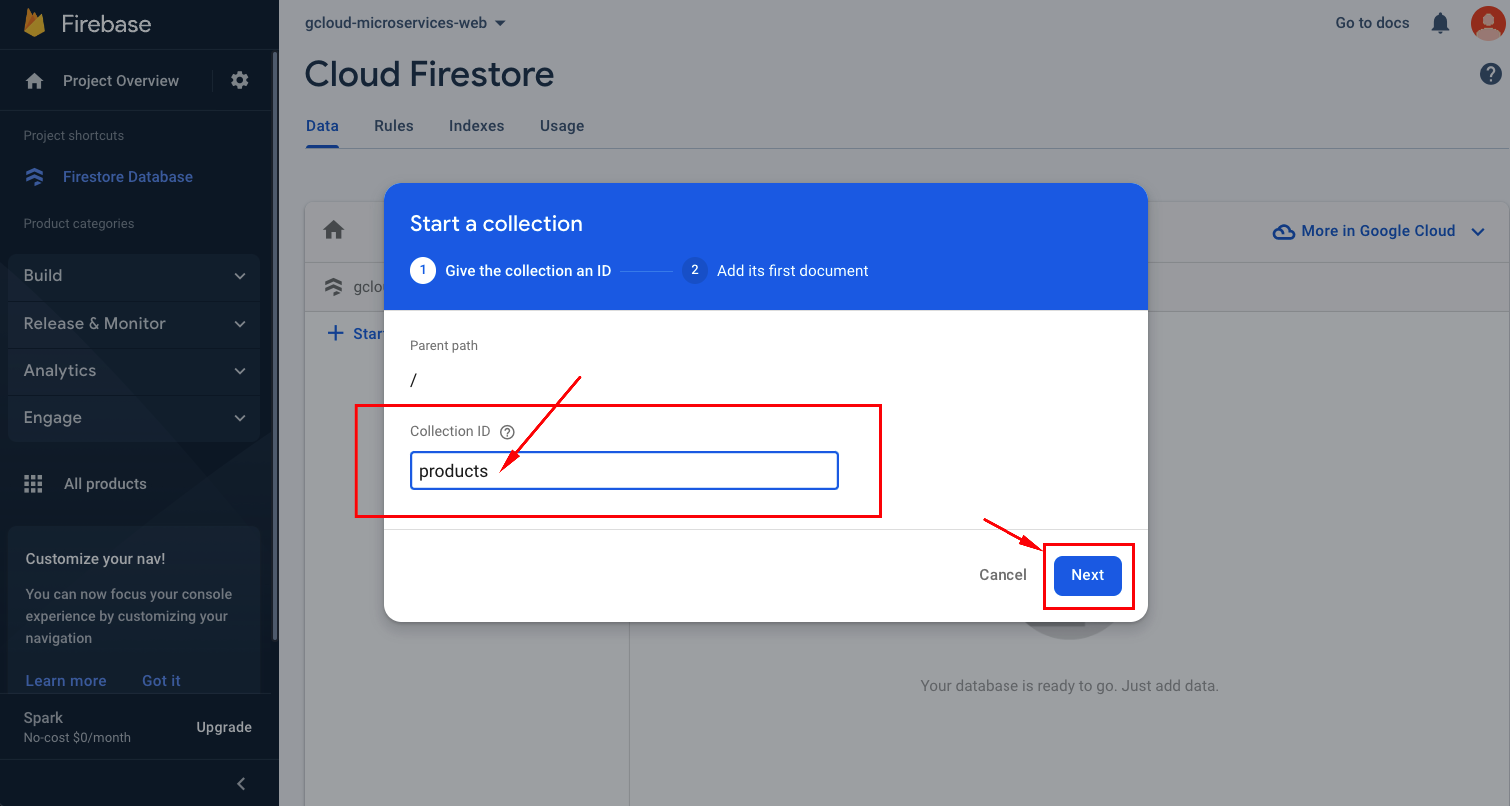 Firebase
Project Overview
Project shortcuts
Firestore Database
Product categories
Build
Release & Monitor
Analytics
Engage
All products
Customize your nav!
You can now focus your console
experience by customizing your
navigation
Learn more Got it
Spark
No-cost $0/month
Upgrade
gcloud-microservices-web
Go to docs
Cloud Firestore
Data Rules Indexes Usage
More in Google Cloud
gclou
Start
Start a collection
1 Give the collection an ID 2 Add its first document
Parent path
/
Collection ID
products
Cancel Next
Your database is ready to go. Just add data.